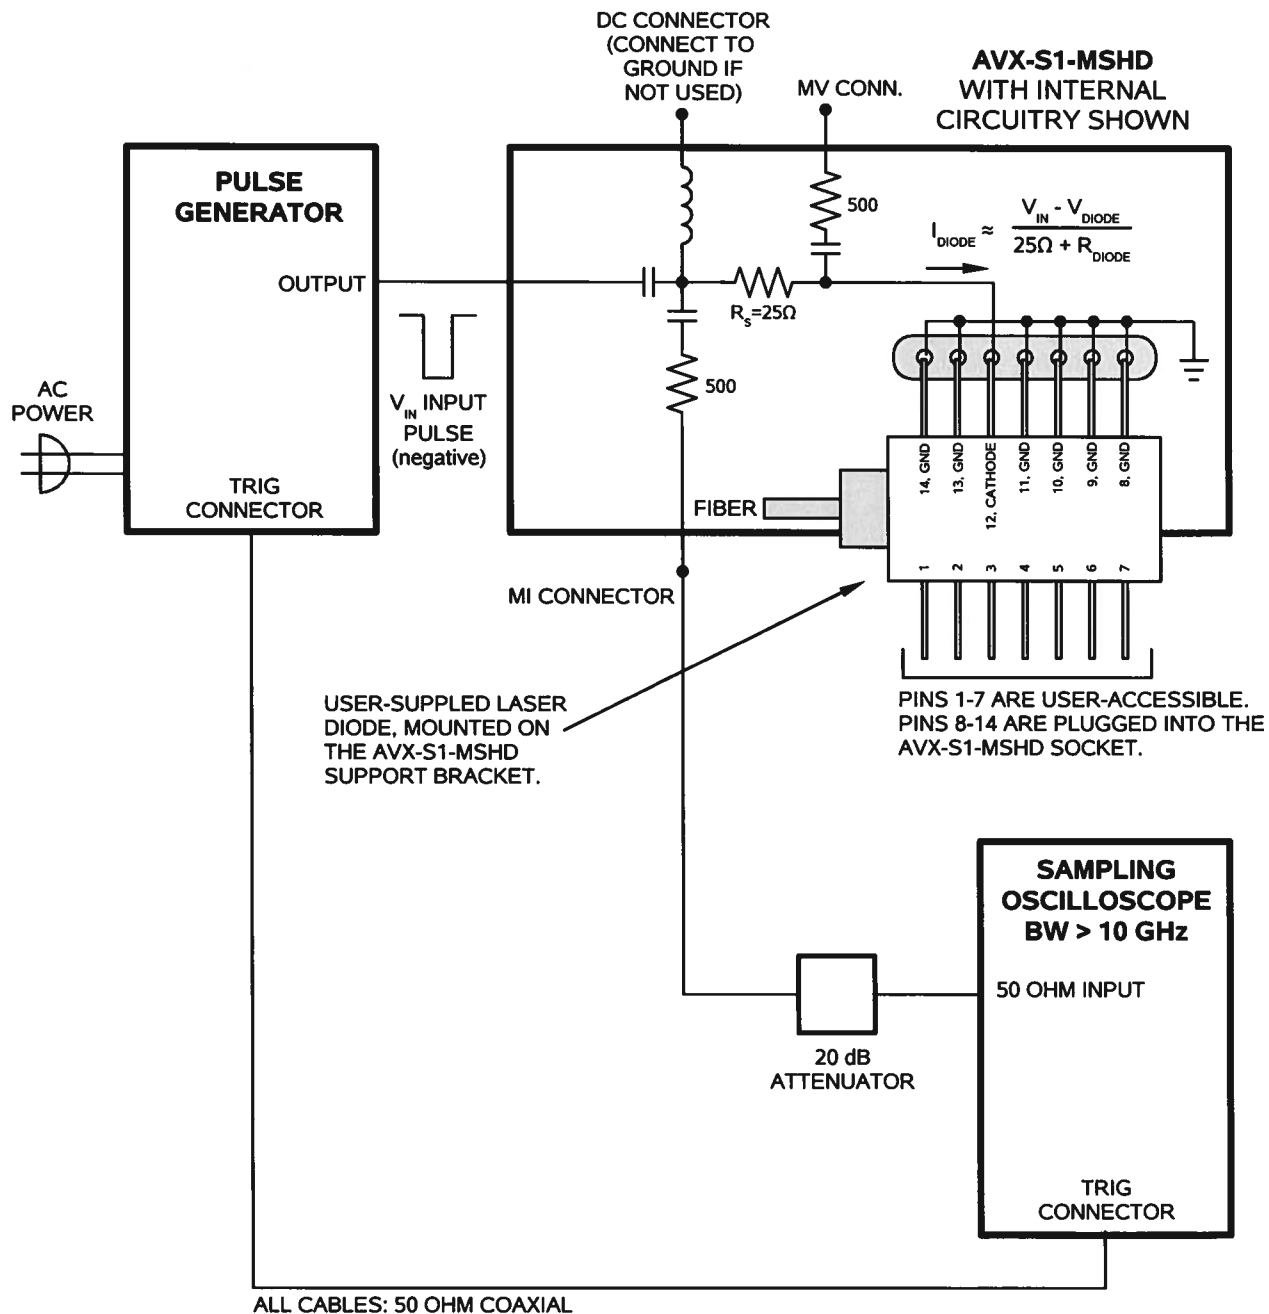 DC CONNECTOR
(CONNECT TO
GROUND IF
NOT USED)
MV CONN.
AVX-S1-MSHD
WITH INTERNAL
CIRCUITRY SHOWN
PULSE
GENERATOR
OUTPUT
500
I_DIODE ≈ V_IN - V_DIODE
25Ω + R_DIODE
R_S=25Ω
500
AC
POWER
V_IN INPUT
PULSE
(negative)
TRIG
CONNECTOR
FIBER
14, GND
13, GND
12, CATHODE
11, GND
10, GND
9, GND
8, GND
1
2
3
4
5
6
7
MI CONNECTOR
USER-SUPPLED LASER
DIODE, MOUNTED ON
THE AVX-S1-MSHD
SUPPORT BRACKET.
PINS 1-7 ARE USER-ACCESSIBLE.
PINS 8-14 ARE PLUGGED INTO THE
AVX-S1-MSHD SOCKET.
SAMPLING
OSCILLOSCOPE
BW > 10 GHz
50 OHM INPUT
20 dB
ATTENUATOR
TRIG
CONNECTOR
ALL CABLES: 50 OHM COAXIAL